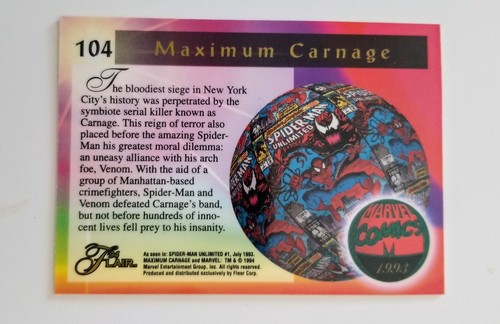 104
Maximum Carnage
The bloodiest siege in New York
City's history was perpetrated by the
symbiote serial killer known as
Carnage. This reign of terror also
placed before the amazing Spider-
Man his greatest moral dilemma:
an uneasy alliance with his arch
foe, Venom. With the aid of a
group of Manhattan-based
crimefighters, Spider-Man and
Venom defeated Carnage's band,
but not before hundreds of inno-
cent lives fell prey to his insanity.
SPIDER-MAN
UNLIMITED
MARVEL
COMICS
1993
FLAIR
As seen in: SPIDER-MAN UNLIMITED #1, July 1993.
MAXIMUM CARNAGE and MARVEL: TM & © 1994
Marvel Entertainment Group, Inc. All rights reserved.
Produced and distributed exclusively by Fleer Corp.